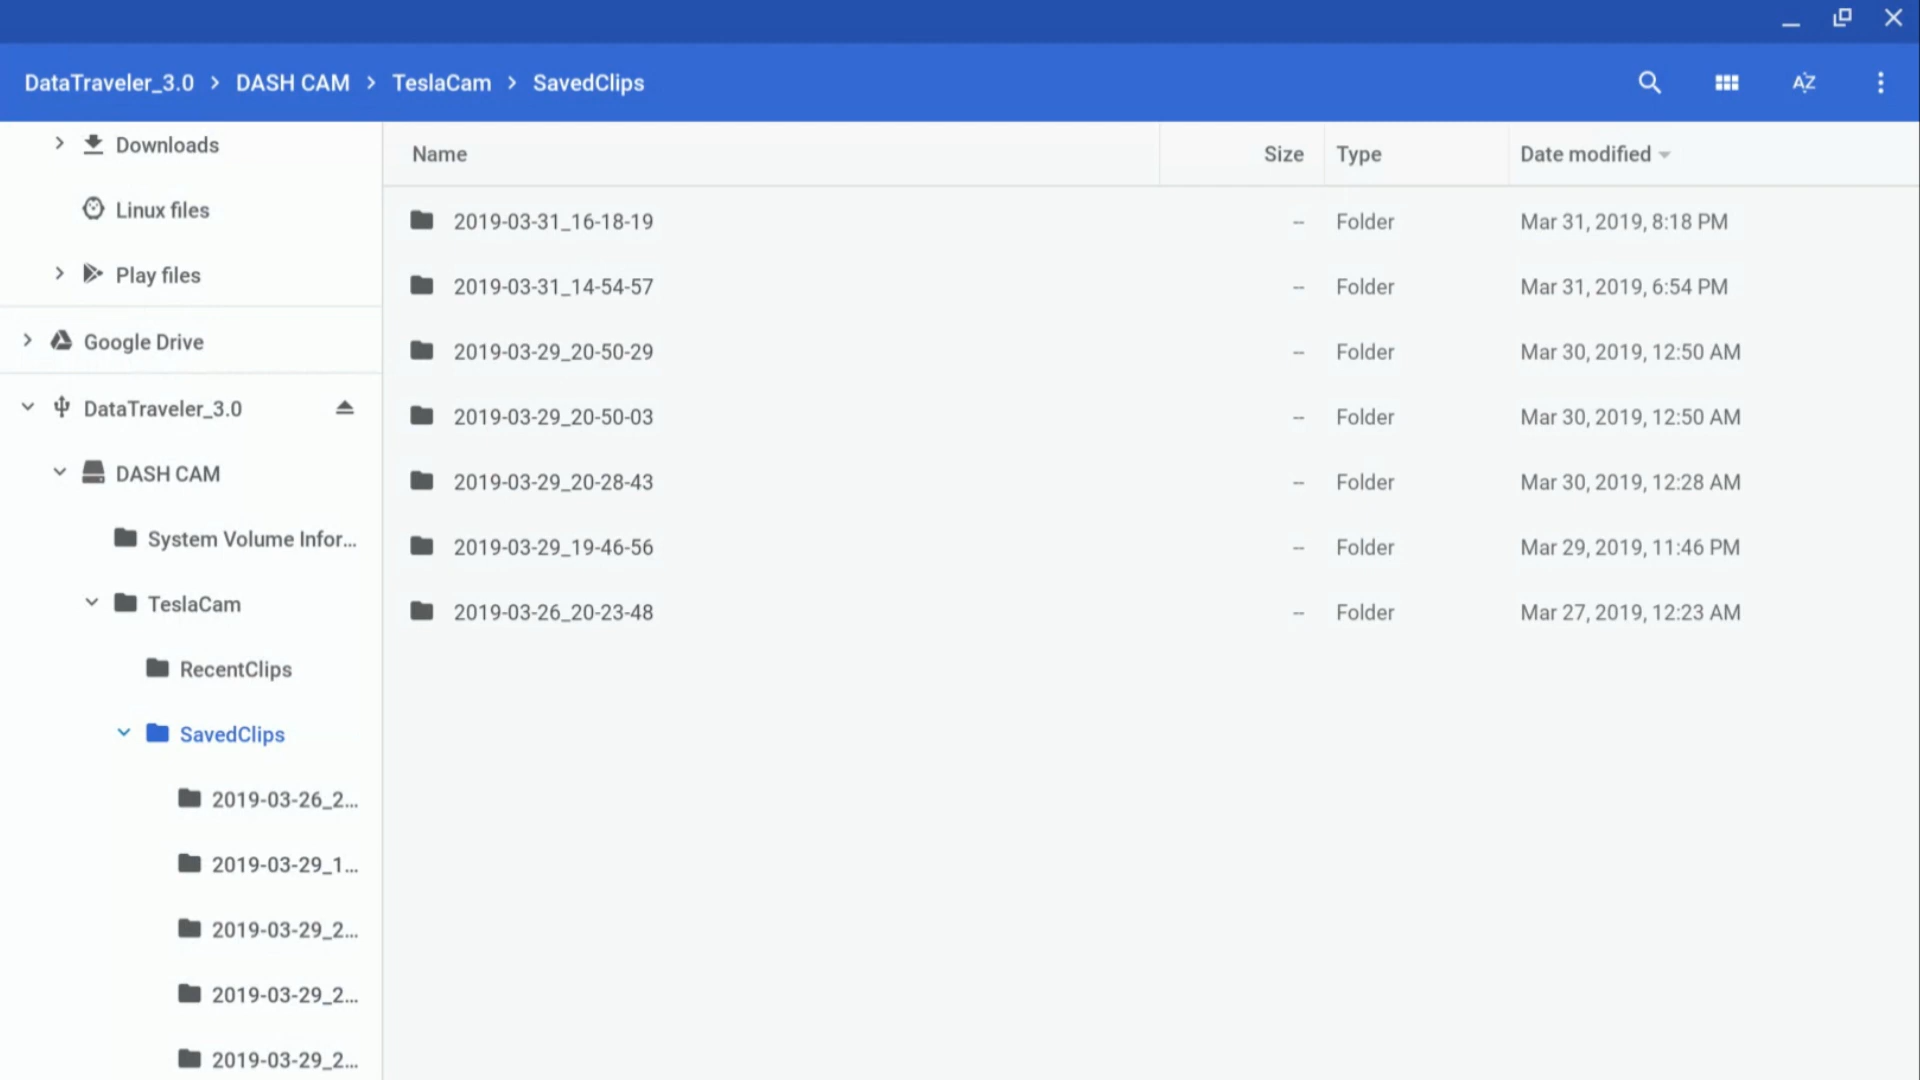 DataTraveler_3.0 > DASH CAM > TeslaCam > SavedClips
AZ
Downloads
Linux files
Play files
Google Drive
DataTraveler_3.0
DASH CAM
System Volume Infor...
TeslaCam
RecentClips
SavedClips
2019-03-26_2...
2019-03-29_1...
2019-03-29_2...
2019-03-29_2...
2019-03-29_2...
Name Size Type Date modified
2019-03-31_16-18-19 -- Folder Mar 31, 2019, 8:18 PM
2019-03-31_14-54-57 -- Folder Mar 31, 2019, 6:54 PM
2019-03-29_20-50-29 -- Folder Mar 30, 2019, 12:50 AM
2019-03-29_20-50-03 -- Folder Mar 30, 2019, 12:50 AM
2019-03-29_20-28-43 -- Folder Mar 30, 2019, 12:28 AM
2019-03-29_19-46-56 -- Folder Mar 29, 2019, 11:46 PM
2019-03-26_20-23-48 -- Folder Mar 27, 2019, 12:23 AM